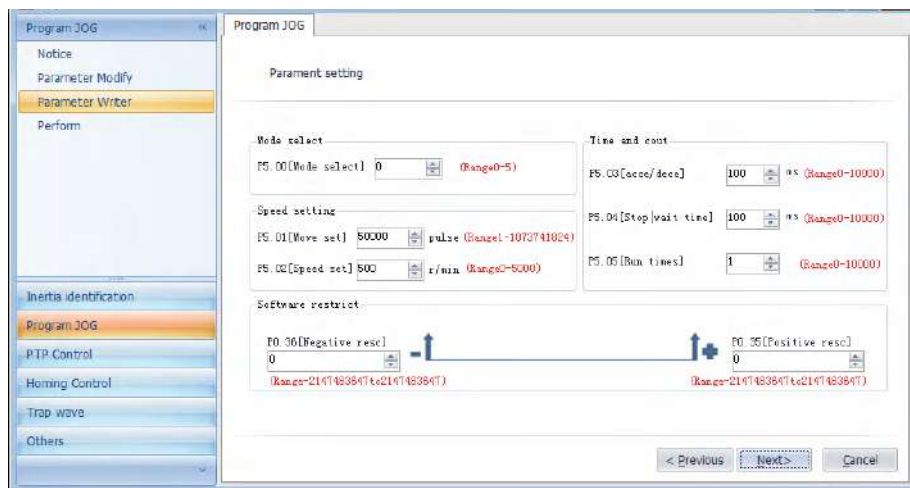 Program JOG
Notice
Parameter Modify
Parameter Writer
Perform
Inertia identification
Program JOG
PTP Control
Homing Control
Trap wave
Others
Program JOG
Parament setting
Mode select
P5.00[Mode select] 0 (Range0-5)
Speed setting
P5.01[Move set] 50000 pulse (Range1-1073741824)
P5.02[Speed set] 500 r/min (Range0-5000)
Time and cout
P5.03[acce/dece] 100 ms (Range0-10000)
P5.04[Stop|wait time] 100 ms (Range0-10000)
P5.05[Run times] 1 (Range0-10000)
Software restrict
P0.36[Negative resc]
0
(Range-2147483647to2147483647)
P0.35[Positive resc]
0
(Range-2147483647to2147483647)
< Previous Next> Cancel